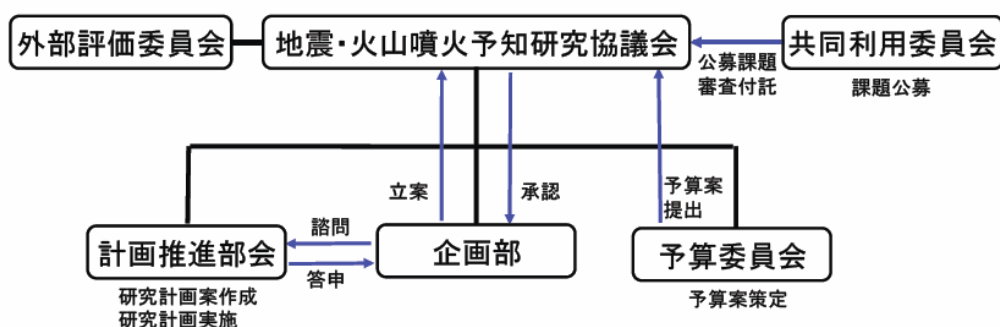 外部評価委員会
地震・火山噴火予知研究協議会
共同利用委員会
公募課題
審査付託
課題公募
立案
承認
予算案
提出
計画推進部会
諮問
答申
企画部
予算委員会
研究計画案作成
研究計画実施
予算案策定